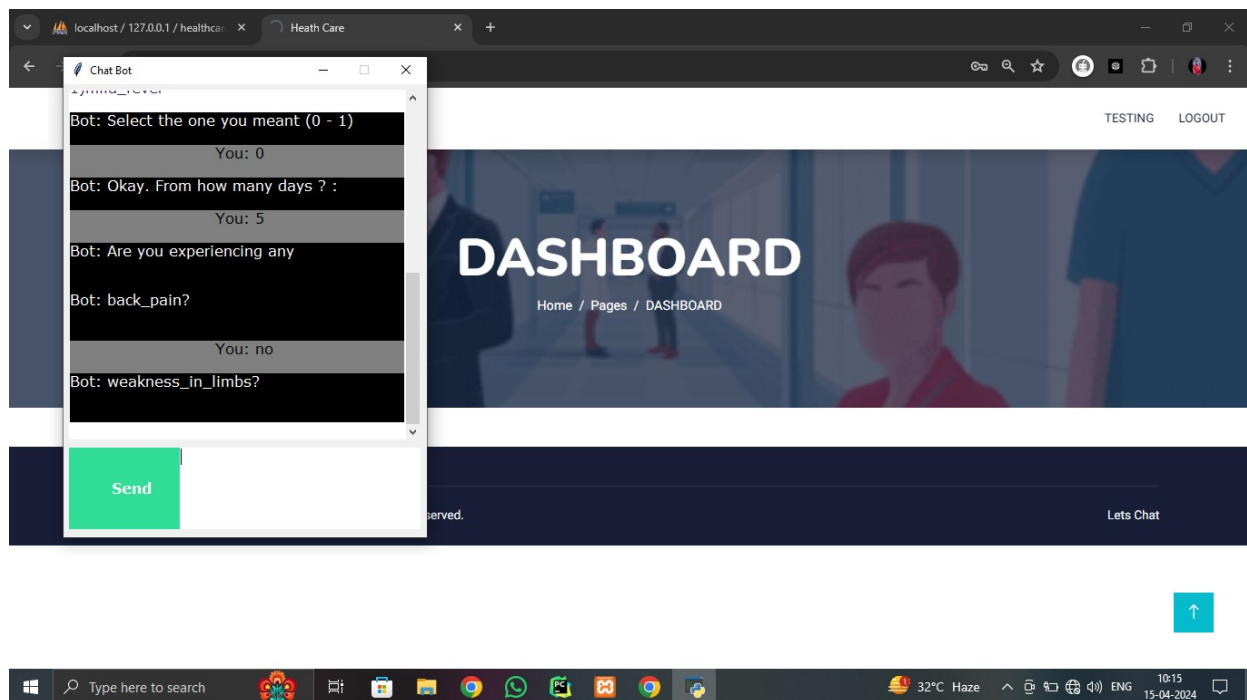 localhost / 127.0.0.1 / healthcar
Heath Care
Chat Bot
1)mild_fever
Bot: Select the one you meant (0 - 1)
You: 0
Bot: Okay. From how many days ? :
You: 5
Bot: Are you experiencing any
Bot: back_pain?
You: no
Bot: weakness_in_limbs?
Send
TESTING LOGOUT
DASHBOARD
Home / Pages / DASHBOARD
served.
Lets Chat
Type here to search
32°C Haze
ENG
10:15
15-04-2024